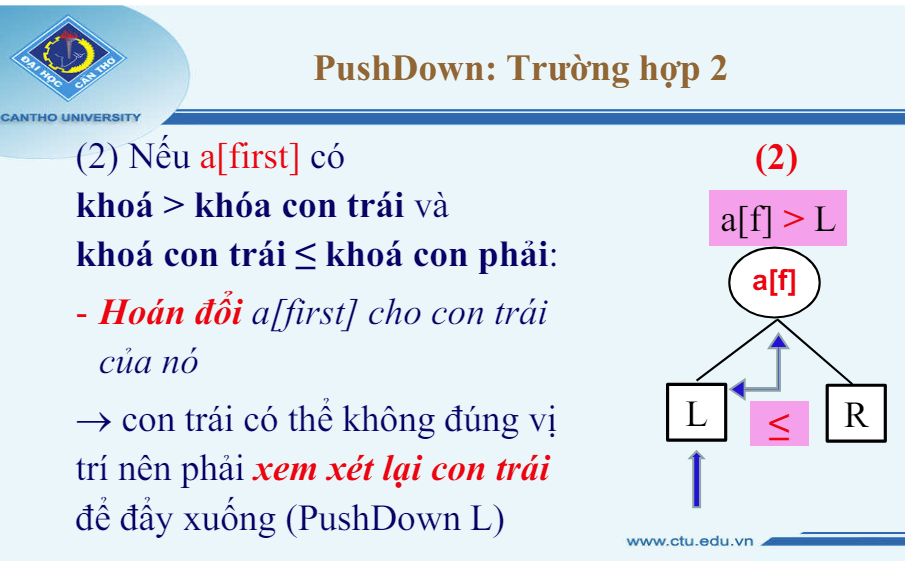 ĐẠI HỌC CẦN THƠ
CANTHO UNIVERSITY
PushDown: Trường hợp 2
(2) Nếu a[first] có
khoá > khóa con trái và
khoá con trái ≤ khoá con phải:
- Hoán đổi a[first] cho con trái
của nó
→ con trái có thể không đúng vị
trí nên phải xem xét lại con trái
để đẩy xuống (PushDown L)
(2)
a[f] > L
a[f]
L ≤ R
www.ctu.edu.vn